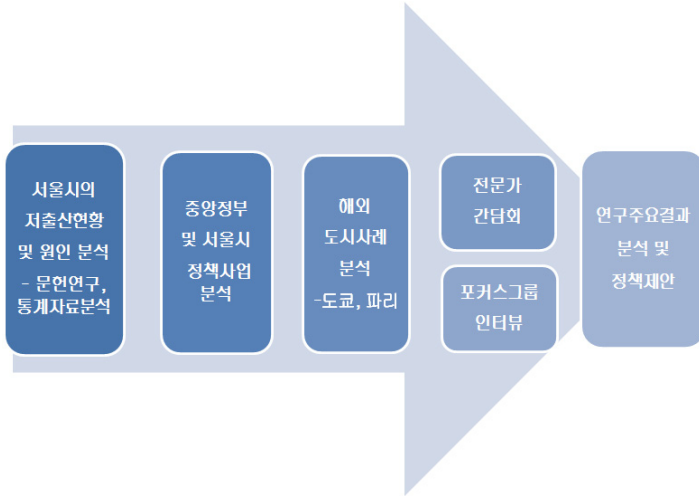 서울시의
저출산현황
및 원인 분석
- 문헌연구,
통계자료분석
중앙정부
및 서울시
정책사업
분석
해외
도시사례
분석
-도쿄, 파리
전문가
간담회
포커스그룹
인터뷰
연구주요결과
분석 및
정책제안